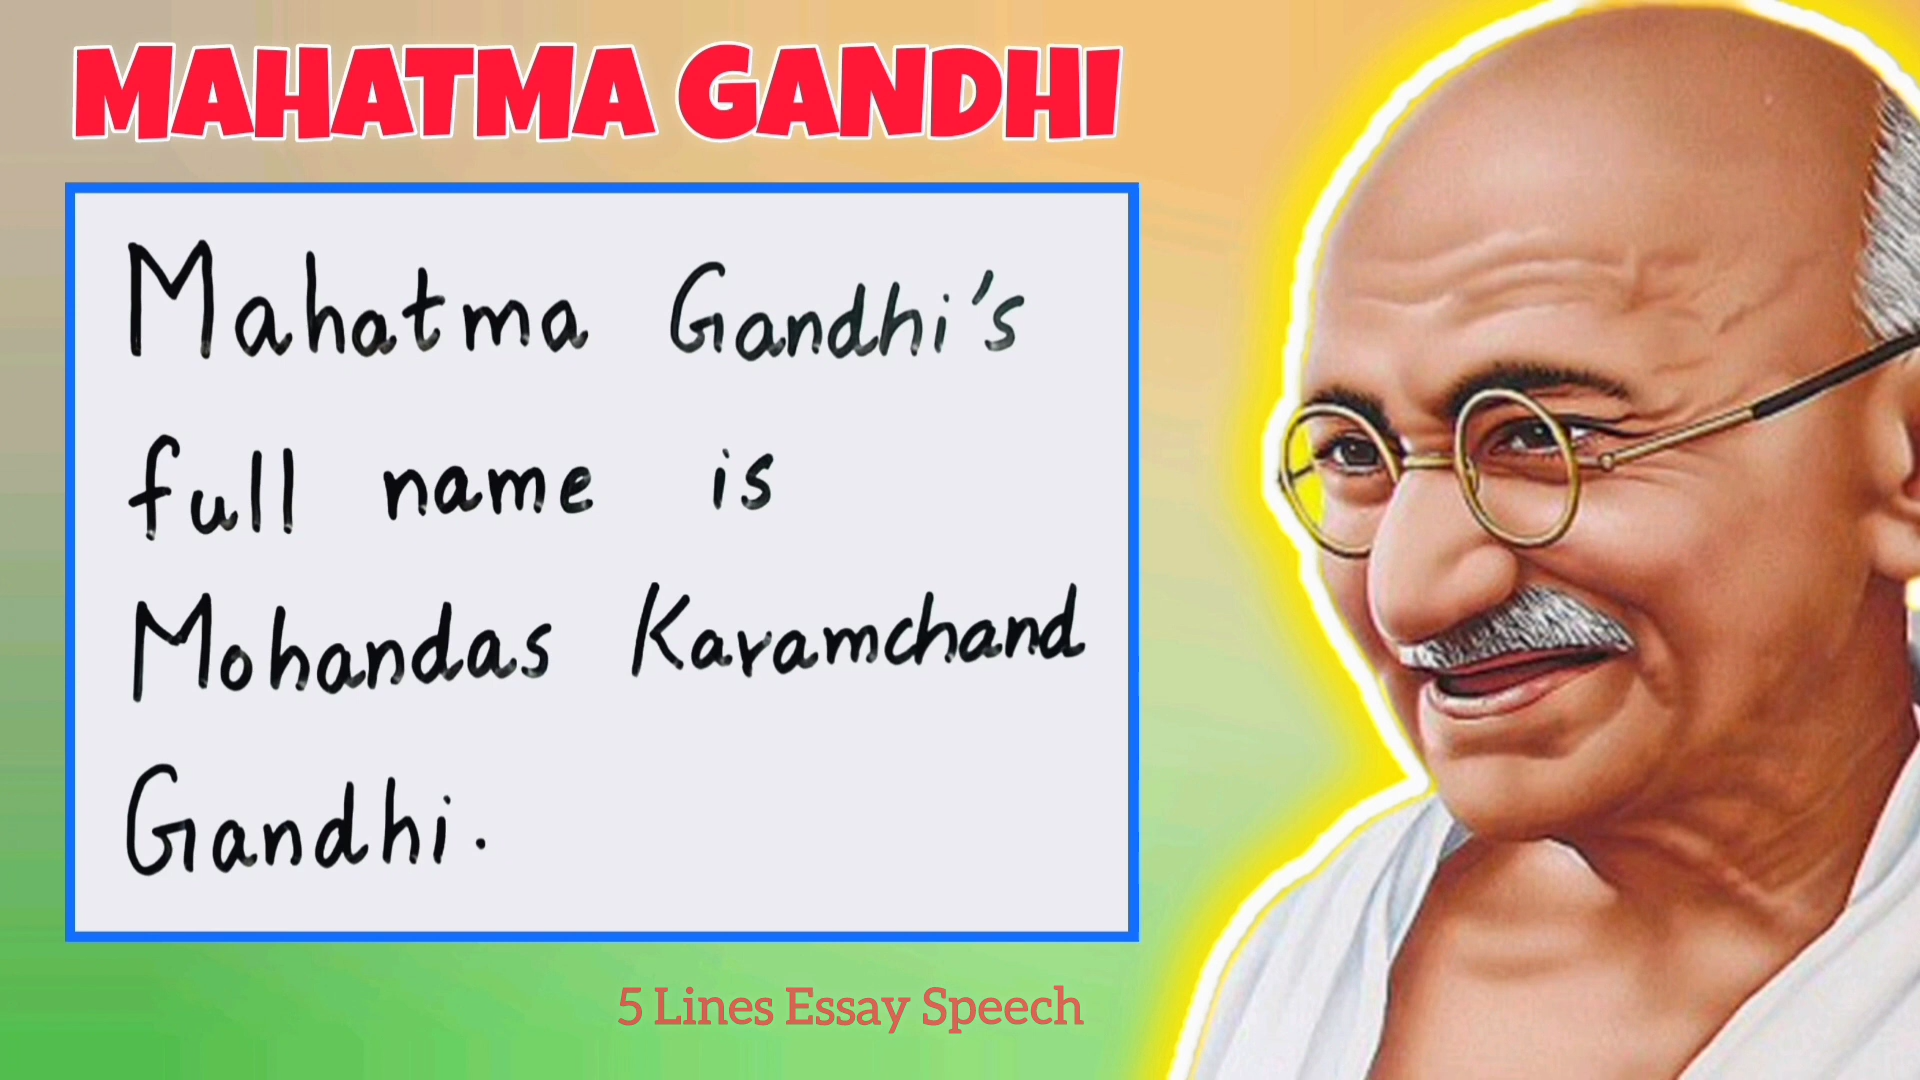 MAHATMA GANDHI
Mahatma Gandhi's
full name is
Mohandas Karamchand
Gandhi.
5 Lines Essay Speech